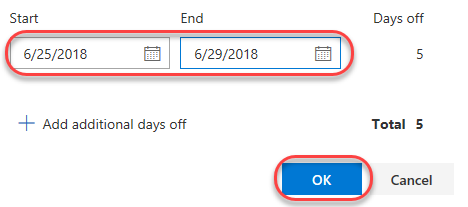 Start End Days off
6/25/2018 6/29/2018 5
Add additional days off Total 5
OK Cancel